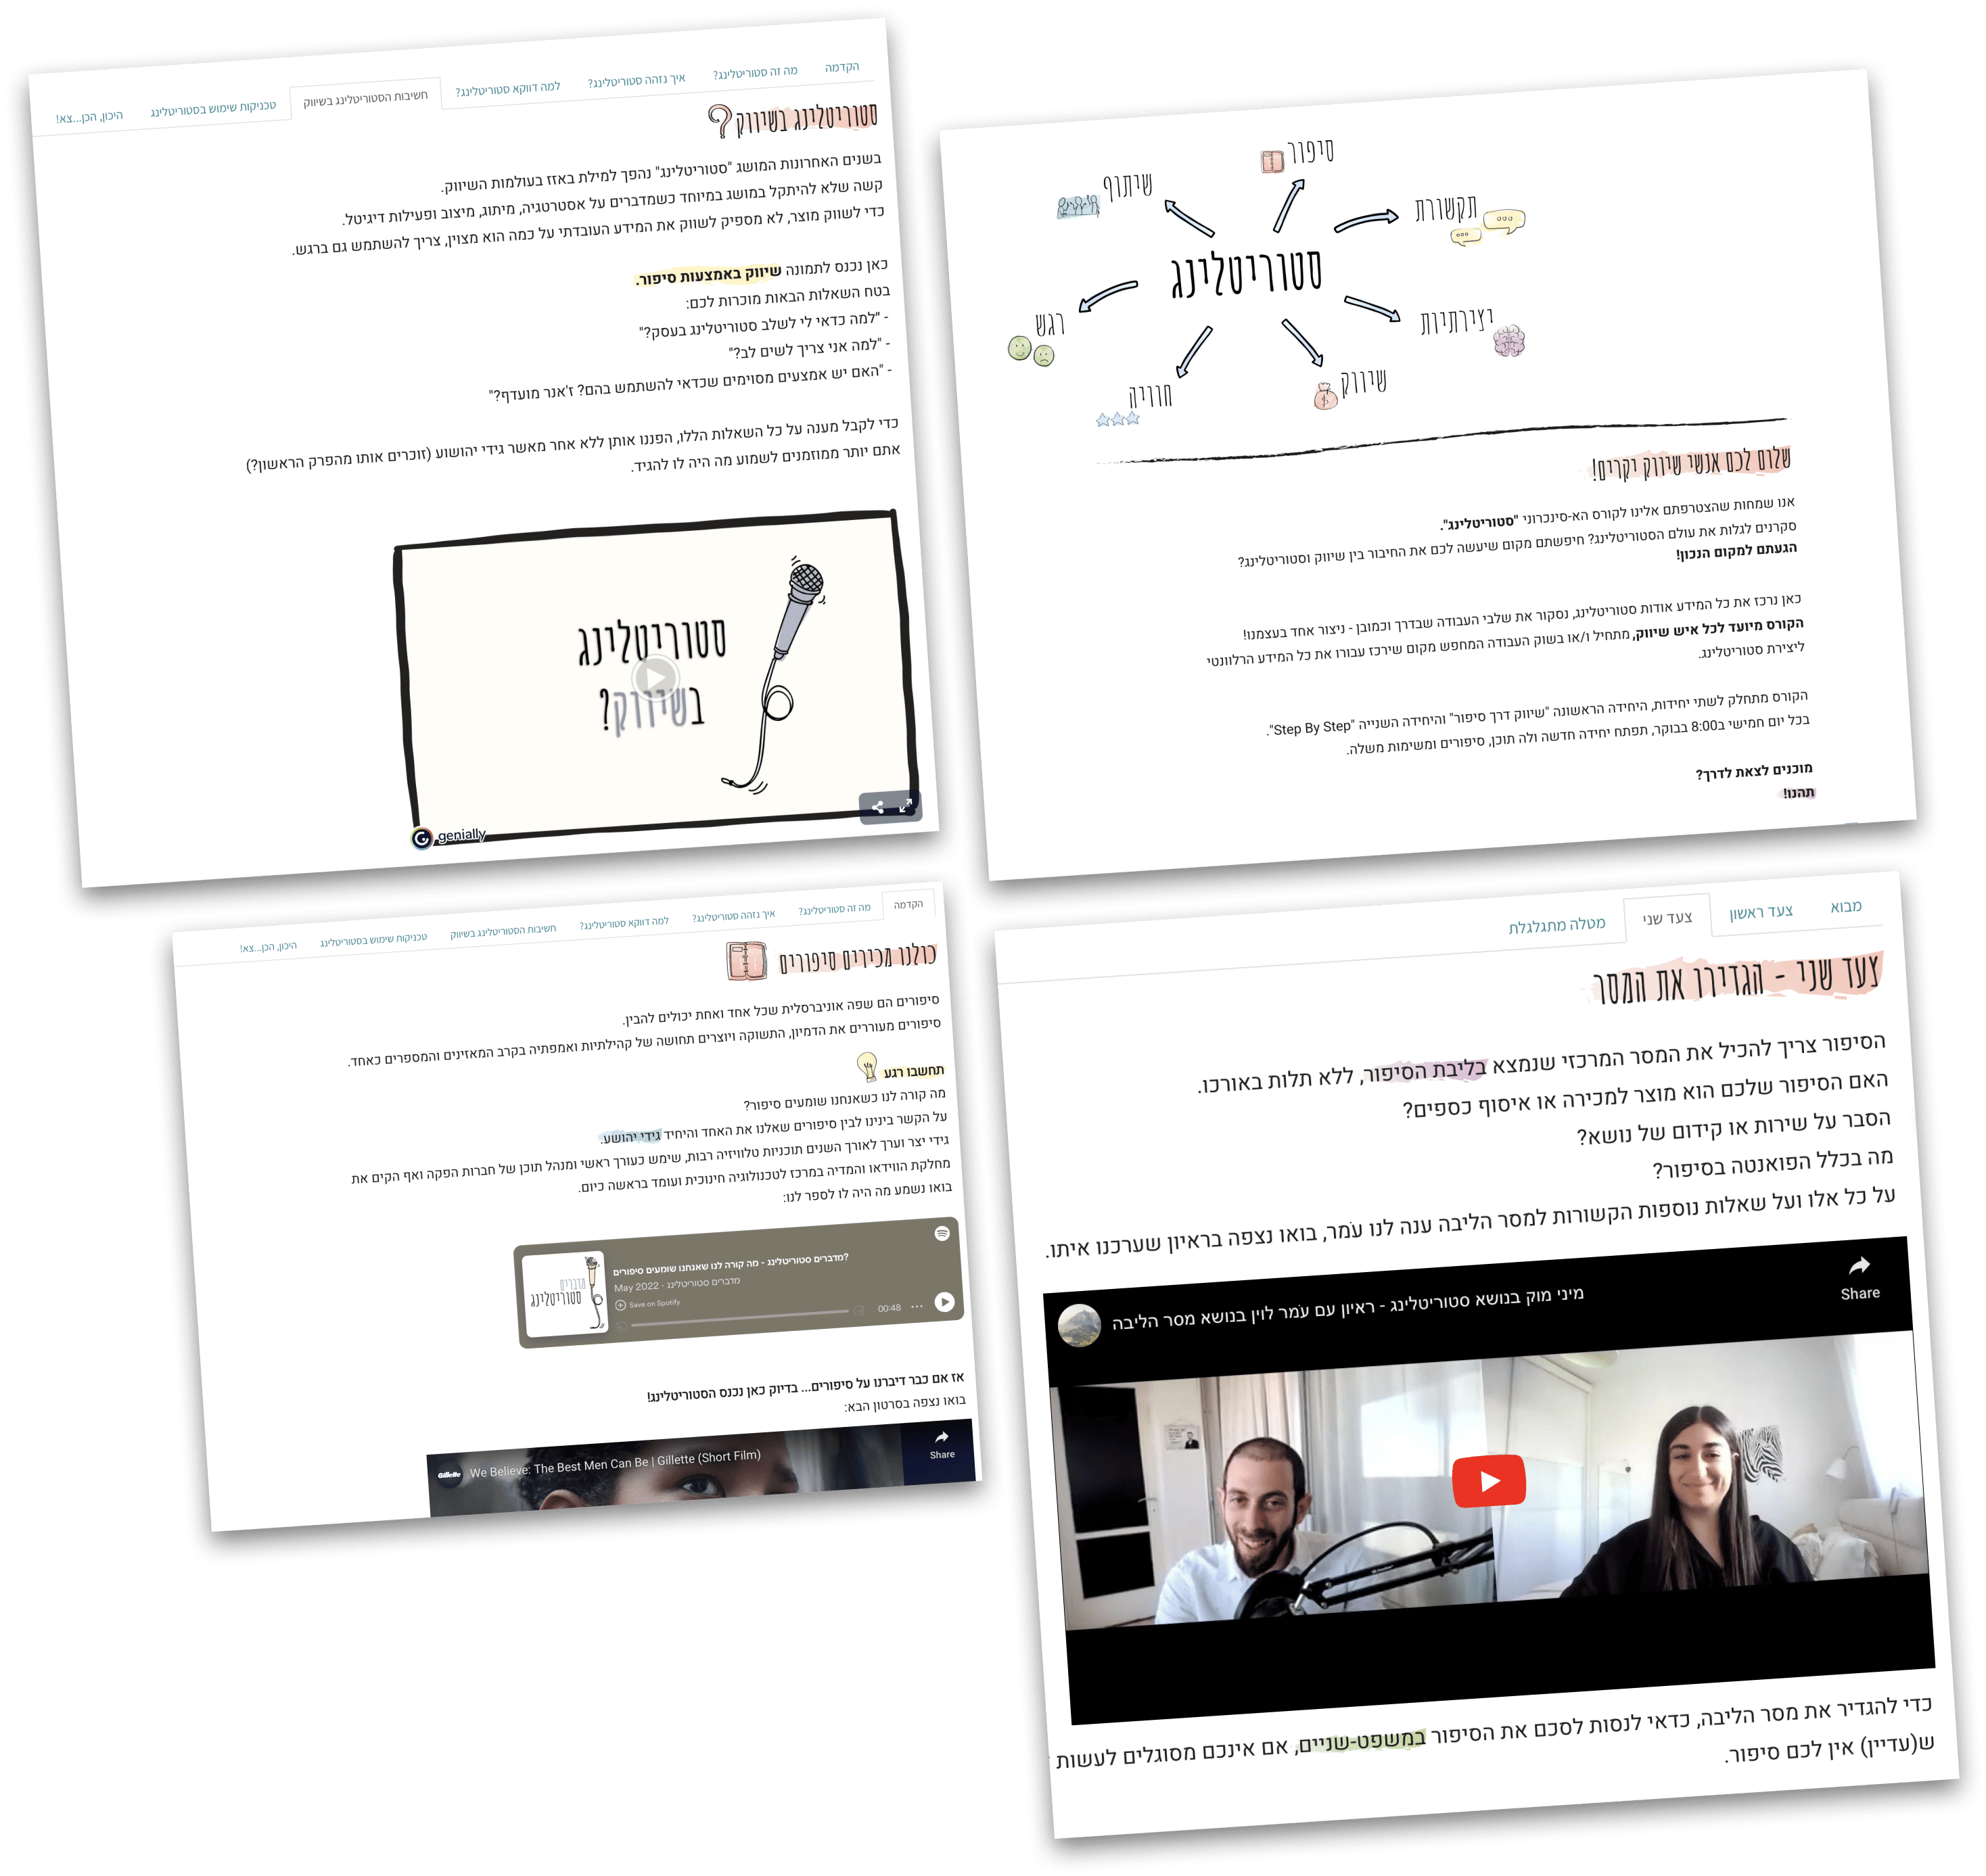 הקדמה
מה זה סטוריטלינג?
איך נזהה סטוריטלינג?
למה דווקא סטוריטלינג?
חשיבות הסטוריטלינג בשיווק
טכניקות שימוש בסטוריטלינג
היכון, הכן...צא!
סטוריטלינג בשיווק?
בשנים האחרונות המושג "סטוריטלינג" נהפך למילת באזז בעולמות השיווק.
קשה שלא להיתקל במושג במיוחד כשמדברים על אסטרטגיה, מיתוג, מיצוב ופעילות דיגיטל.
כדי לשווק מוצר, לא מספיק לשווק את המידע העובדתי על כמה הוא מצוין, צריך להשתמש גם ברגש.
כאן נכנס לתמונה שיווק באמצעות סיפור.
בטח השאלות הבאות מוכרות לכם:
- "למה כדאי לי לשלב סטוריטלינג בעסק?"
- "למה אני צריך לשים לב?"
- "האם יש אמצעים מסוימים שכדאי להשתמש בהם? ז'אנר מועדף?"
כדי לקבל מענה על כל השאלות הללו, הפננו אותן ללא אחר מאשר גידי יהושוע (זוכרים אותו מהפרק הראשון?)
אתם יותר ממוזמנים לשמוע מה היה לו להגיד.
סטוריטלינג
בשיווק?
genially
סיפור
שיתוף
תקשורת
סטוריטלינג
רגש
יצירתיות
חוויה
שיווק
שלום לכם אנשי שיווק יקרים!
אנו שמחות שהצטרפתם אלינו לקורס הא-סינכרוני "סטוריטלינג".
סקרנים לגלות את עולם הסטוריטלינג? חיפשתם מקום שיעשה לכם את החיבור בין שיווק וסטוריטלינג?
הגעתם למקום הנכון!
כאן נרכז את כל המידע אודות סטוריטלינג, נסקור את שלבי העבודה שבדרך וכמובן - ניצור אחד בעצמנו!
הקורס מיועד לכל איש שיווק, מתחיל ו/או בשוק העבודה המחפש מקום שירכז עבורו את כל המידע הרלוונטי
ליצירת סטוריטלינג.
הקורס מתחלק לשתי יחידות, היחידה הראשונה "שיווק דרך סיפור" והיחידה השנייה "Step By Step".
בכל יום חמישי ב8:00 בבוקר, תפתח יחידה חדשה ולה תוכן, סיפורים ומשימות משלה.
מוכנים לצאת לדרך?
תהנו!
הקדמה
מה זה סטוריטלינג?
איך נזהה סטוריטלינג?
למה דווקא סטוריטלינג?
חשיבות הסטוריטלינג בשיווק
טכניקות שימוש בסטוריטלינג
היכון, הכן...צא!
כולנו מכירים סיפורים
סיפורים הם שפה אוניברסלית שכל אחד ואחת יכולים להבין.
סיפורים מעוררים את הדמיון, התשוקה ויוצרים תחושה של קהילתיות ואמפתיה בקרב המאזינים והמספרים כאחד.
תחשבו רגע
מה קורה לנו כשאנחנו שומעים סיפור?
על הקשר בינינו לבין סיפורים שאלנו את האחד והיחיד גידי יהושע.
גידי יצר וערך לאורך השנים תוכניות טלוויזיה רבות, שימש כעורך ראשי ומנהל תוכן של חברות הפקה ואף הקים את
מחלקת הווידאו והמדיה במרכז לטכנולוגיה חינוכית ועומד בראשה כיום.
בואו נשמע מה היה לו לספר לנו:
מדברים
סטוריטלינג
מדברים סטוריטלינג - מה קורה לנו שאנחנו שומעים סיפורים?
May 2022 · מדברים סטוריטלינג
Save on Spotify
00:48
אז אם כבר דיברנו על סיפורים... בדיוק כאן נכנס הסטוריטלינג!
בואו נצפה בסרטון הבא:
Gillette
We Believe: The Best Men Can Be | Gillette (Short Film)
Share
מבוא
צעד ראשון
צעד שני
מטלה מתגלגלת
צעד שני - הגדירו את המסר
הסיפור צריך להכיל את המסר המרכזי שנמצא בליבת הסיפור, ללא תלות באורכו.
האם הסיפור שלכם הוא מוצר למכירה או איסוף כספים?
הסבר על שירות או קידום של נושא?
מה בכלל הפואנטה בסיפור?
על כל אלו ועל שאלות נוספות הקשורות למסר הליבה ענה לנו עֹמר, בואו נצפה בראיון שערכנו איתו.
מיני מוק בנושא סטוריטלינג - ראיון עם עֹמר לוין בנושא מסר הליבה
Share
כדי להגדיר את מסר הליבה, כדאי לנסות לסכם את הסיפור במשפט-שניים, אם אינכם מסוגלים לעשות
ש(עדיין) אין לכם סיפור.